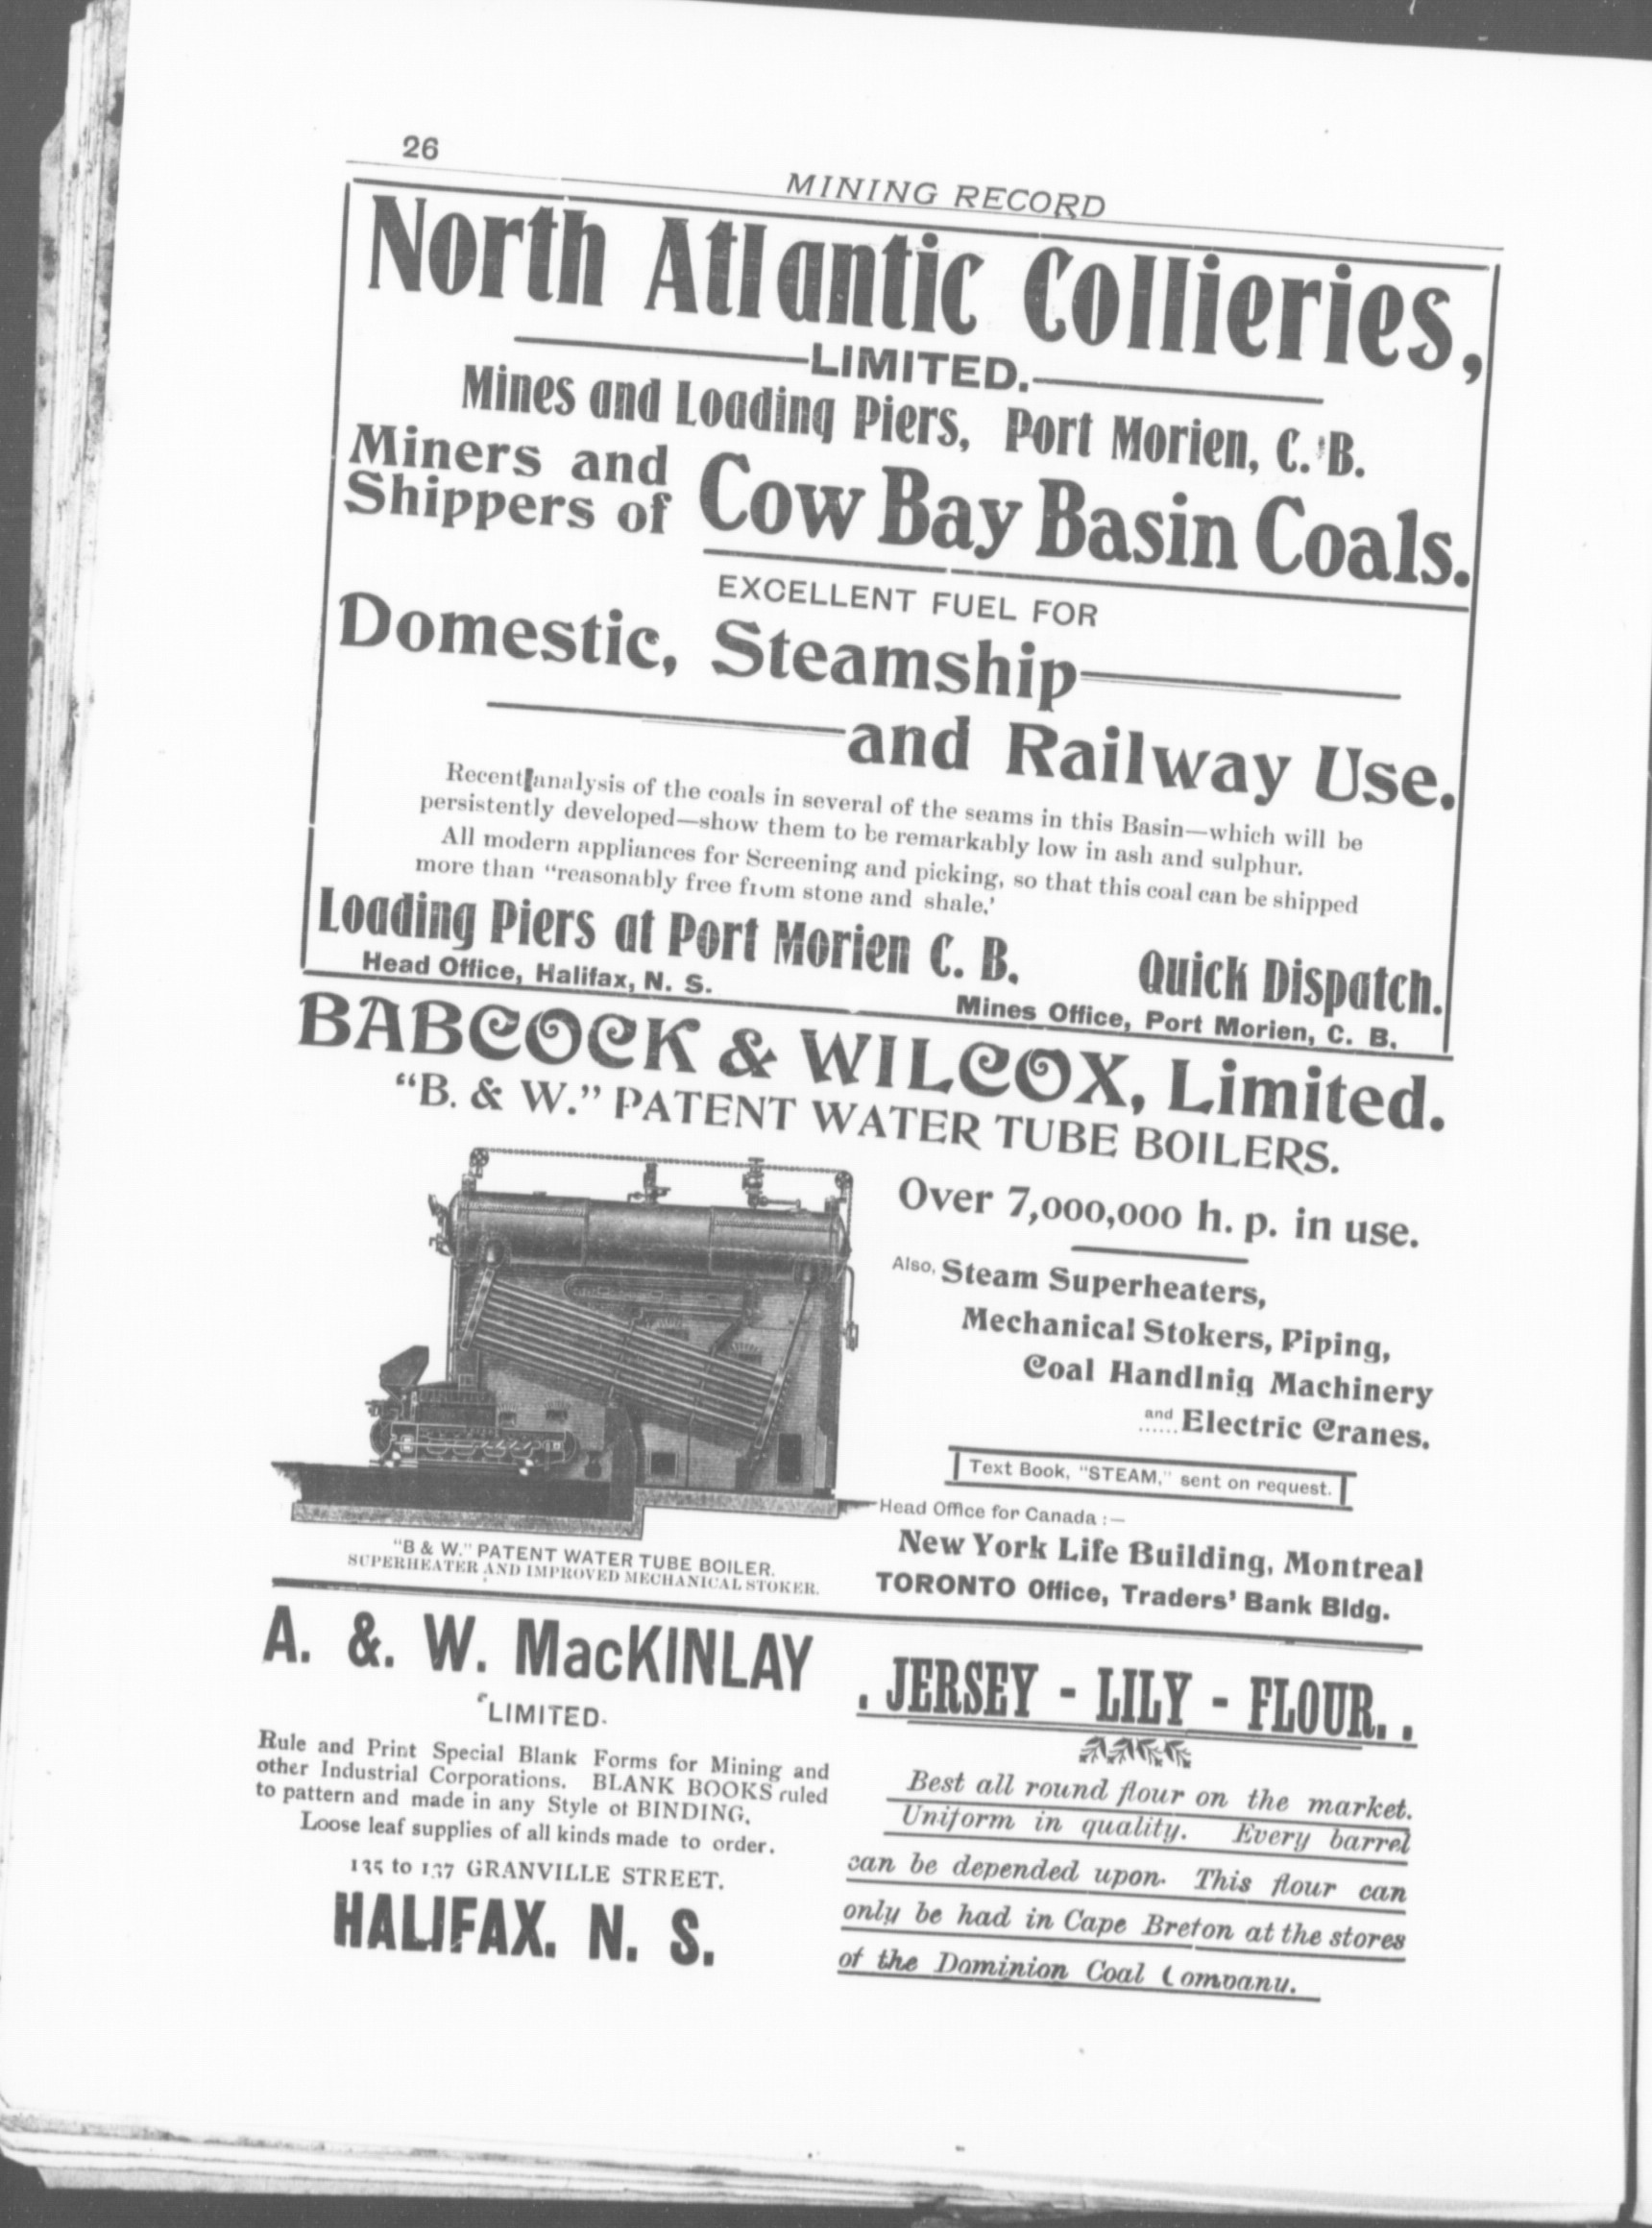 26
MINING RECORD
North Atlantic Collieries,
LIMITED.
Mines and Loading Piers, Port Morien, C. B.
Miners and
Shippers of Cow Bay Basin Coals.
EXCELLENT FUEL FOR
Domestic, Steamship
and Railway Use.
Recent analysis of the coals in several of the seams in this Basin—which will be
persistently developed—show them to be remarkably low in ash and sulphur.
All modern appliances for Screening and picking, so that this coal can be shipped
more than "reasonably free from stone and shale.'
Loading Piers at Port Morien C. B. Quick Dispatch.
Head Office, Halifax, N. S. Mines Office, Port Morien, C. B.
BABCOCK & WILCOX, Limited.
"B. & W." PATENT WATER TUBE BOILERS.
Over 7,000,000 h. p. in use.
Also, Steam Superheaters,
Mechanical Stokers, Piping,
Coal Handlnig Machinery
and
...... Electric Cranes.
Text Book, "STEAM," sent on request.
Head Office for Canada :—
New York Life Building, Montreal
TORONTO Office, Traders' Bank Bldg.
"B & W." PATENT WATER TUBE BOILER.
SUPERHEATER AND IMPROVED MECHANICAL STOKER.
A. &. W. MacKINLAY
LIMITED.
Rule and Print Special Blank Forms for Mining and
other Industrial Corporations. BLANK BOOKS ruled
to pattern and made in any Style of BINDING.
Loose leaf supplies of all kinds made to order.
135 to 137 GRANVILLE STREET.
HALIFAX. N. S.
. JERSEY - LILY - FLOUR. .
Best all round flour on the market.
Uniform in quality. Every barrel
can be depended upon. This flour can
only be had in Cape Breton at the stores
of the Dominion Coal Company.